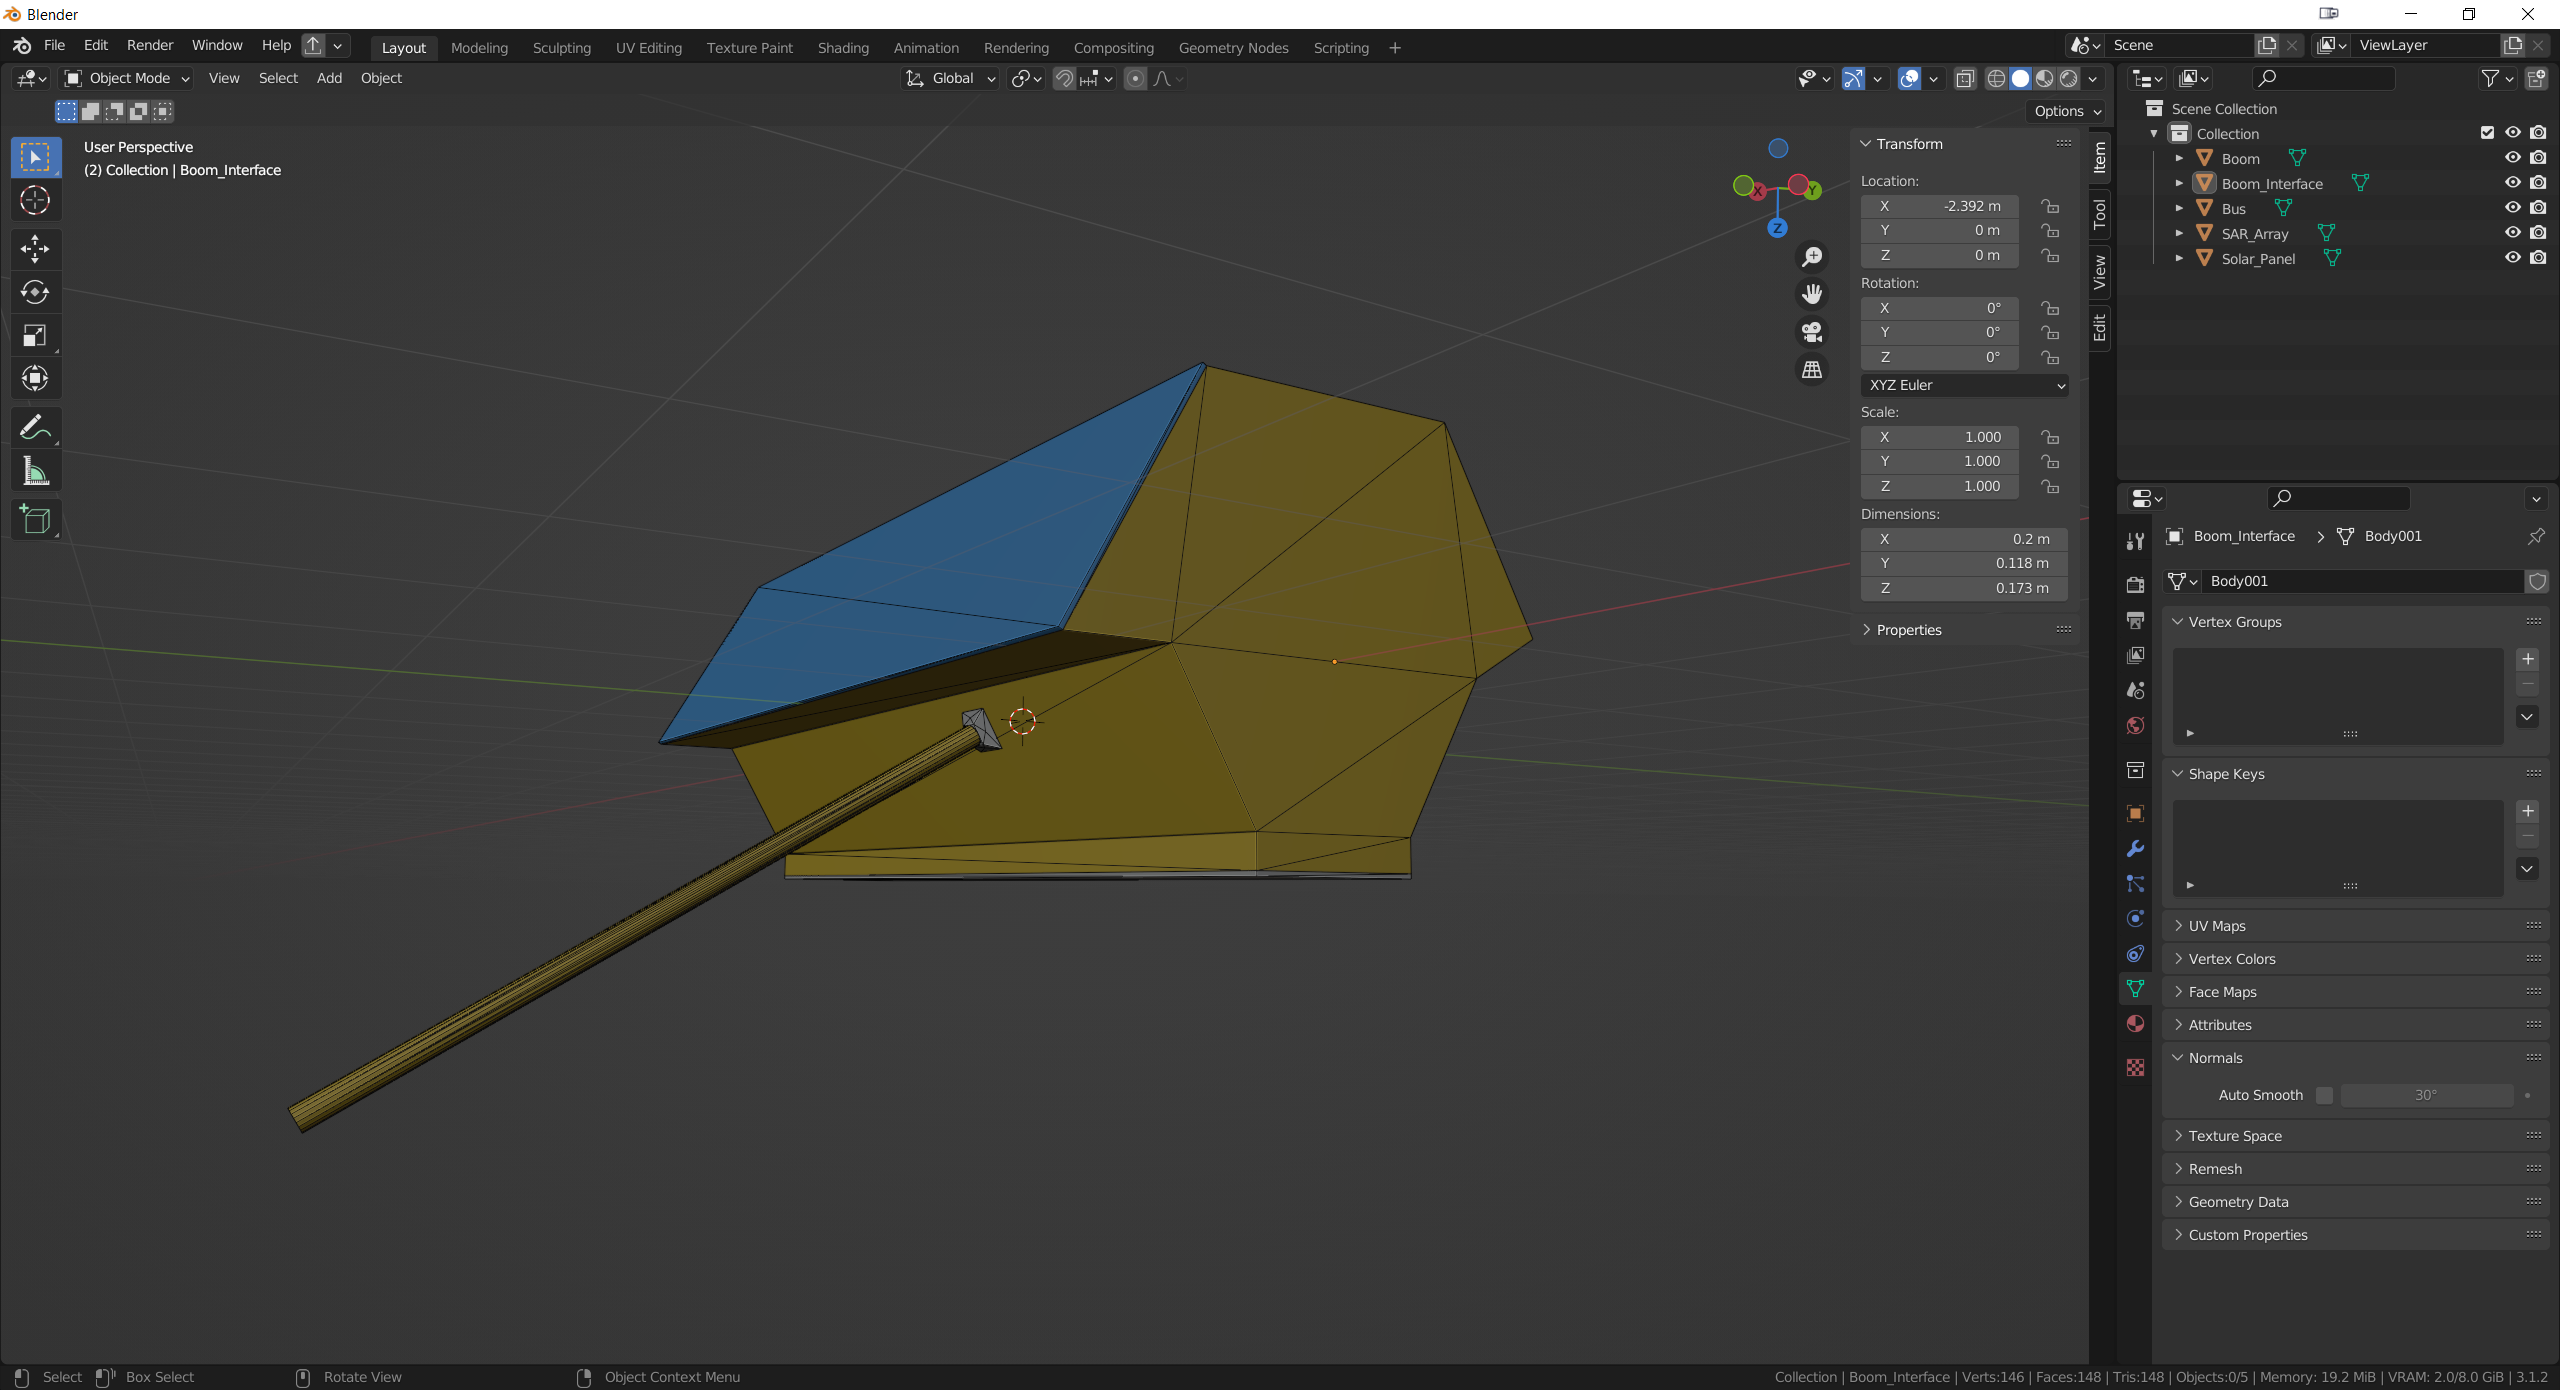 Blender
File Edit Render Window Help
Layout Modeling Sculpting UV Editing Texture Paint Shading Animation Rendering Compositing Geometry Nodes Scripting +
Scene
ViewLayer
Object Mode View Select Add Object
Global
Options
User Perspective
(2) Collection | Boom_Interface
X
Y
Z
Item
Tool
View
Edit
Transform
Location:
X -2.392 m
Y 0 m
Z 0 m
Rotation:
X 0°
Y 0°
Z 0°
XYZ Euler
Scale:
X 1.000
Y 1.000
Z 1.000
Dimensions:
X 0.2 m
Y 0.118 m
Z 0.173 m
Properties
Scene Collection
Collection
Boom
Boom_Interface
Bus
SAR_Array
Solar_Panel
Boom_Interface > Body001
Body001
Vertex Groups
Shape Keys
UV Maps
Vertex Colors
Face Maps
Attributes
Normals
Auto Smooth 30°
Texture Space
Remesh
Geometry Data
Custom Properties
Select Box Select Rotate View Object Context Menu
Collection | Boom_Interface | Verts:146 | Faces:148 | Tris:148 | Objects:0/5 | Memory: 19.2 MiB | VRAM: 2.0/8.0 GiB | 3.1.2